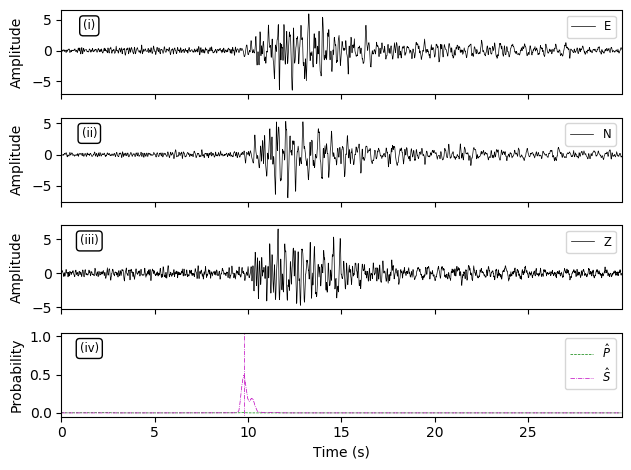 (i)
E
Amplitude
5
0
−5
(ii)
N
Amplitude
5
0
−5
(iii)
Z
Amplitude
5
0
−5
(iv)
P̂
Ŝ
Probability
1.0
0.5
0.0
0 5 10 15 20 25
Time (s)